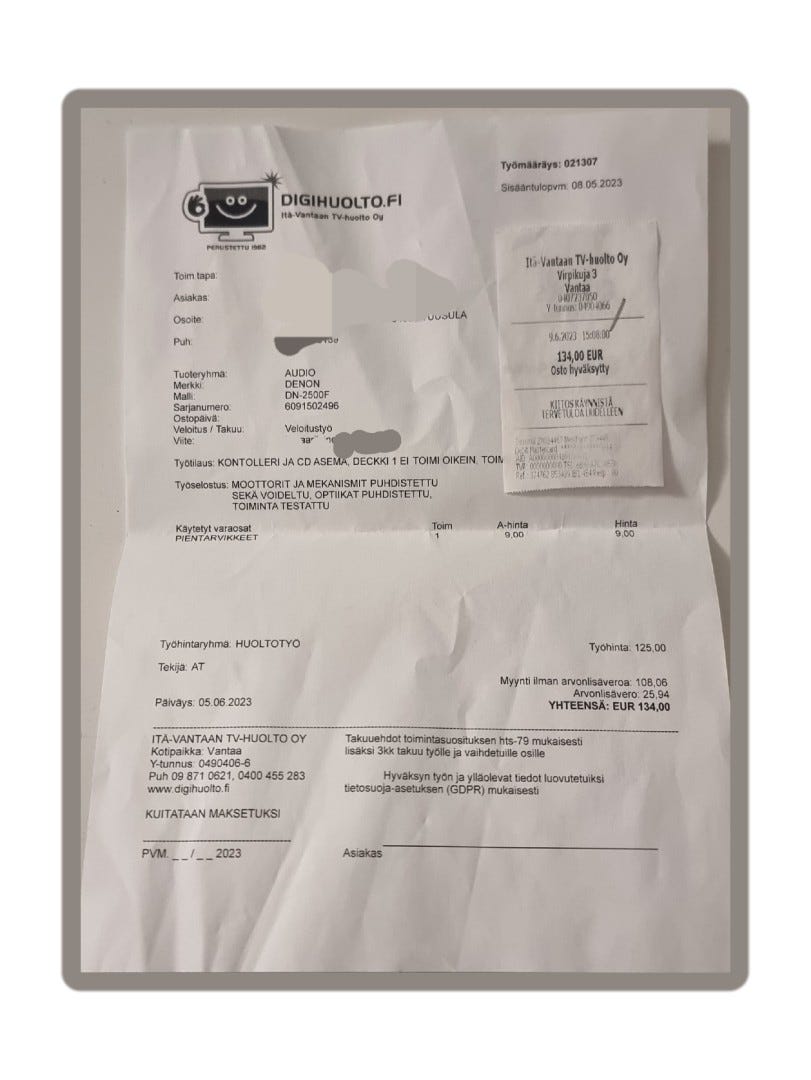 Työmääräys: 021307
Sisääntulopvm: 08.05.2023
DIGIHUOLTO.FI
Itä-Vantaan TV-huolto Oy
PERUSTETTU 1982
Toim tapa:
Asiakas:
Osoite: UUSULA
Puh:
Tuoteryhmä: AUDIO
Merkki: DENON
Malli: DN-2500F
Sarjanumero: 6091502496
Ostopäivä:
Veloitus / Takuu: Veloitustyö
Viite:
Työtilaus: KONTOLLERI JA CD ASEMA, DECKKI 1 EI TOIMI OIKEIN, TOIM
Työselostus: MOOTTORIT JA MEKANISMIT PUHDISTETTU
SEKÄ VOIDELTU, OPTIIKAT PUHDISTETTU,
TOIMINTA TESTATTU
Itä-Vantaan TV-huolto Oy
Virpikuja 3
Vantaa
Y-tunnus:
9.6.2023 15:08:00
134,00 EUR
Osto hyväksytty
KIITOS KÄYNNISTÄ
TERVETULOA UUDELLEEN
Käytetyt varaosat Toim A-hinta Hinta
PIENTARVIKKEET 1 9,00 9,00
Työhintaryhmä: HUOLTOTYÖ Työhinta: 125,00
Tekijä: AT
Myynti ilman arvonlisäveroa: 108,06
Arvonlisävero: 25,94
Päiväys: 05.06.2023 YHTEENSÄ: EUR 134,00
ITÄ-VANTAAN TV-HUOLTO OY
Kotipaikka: Vantaa
Y-tunnus: 0490406-6
Puh 09 871 0621, 0400 455 283
www.digihuolto.fi
Takuuehdot toimintasuosituksen hts-79 mukaisesti
lisäksi 3kk takuu työlle ja vaihdetuille osille
Hyväksyn työn ja ylläolevat tiedot luovutetuiksi
tietosuoja-asetuksen (GDPR) mukaisesti
KUITATAAN MAKSETUKSI
PVM. _ _ / _ _ 2023 Asiakas